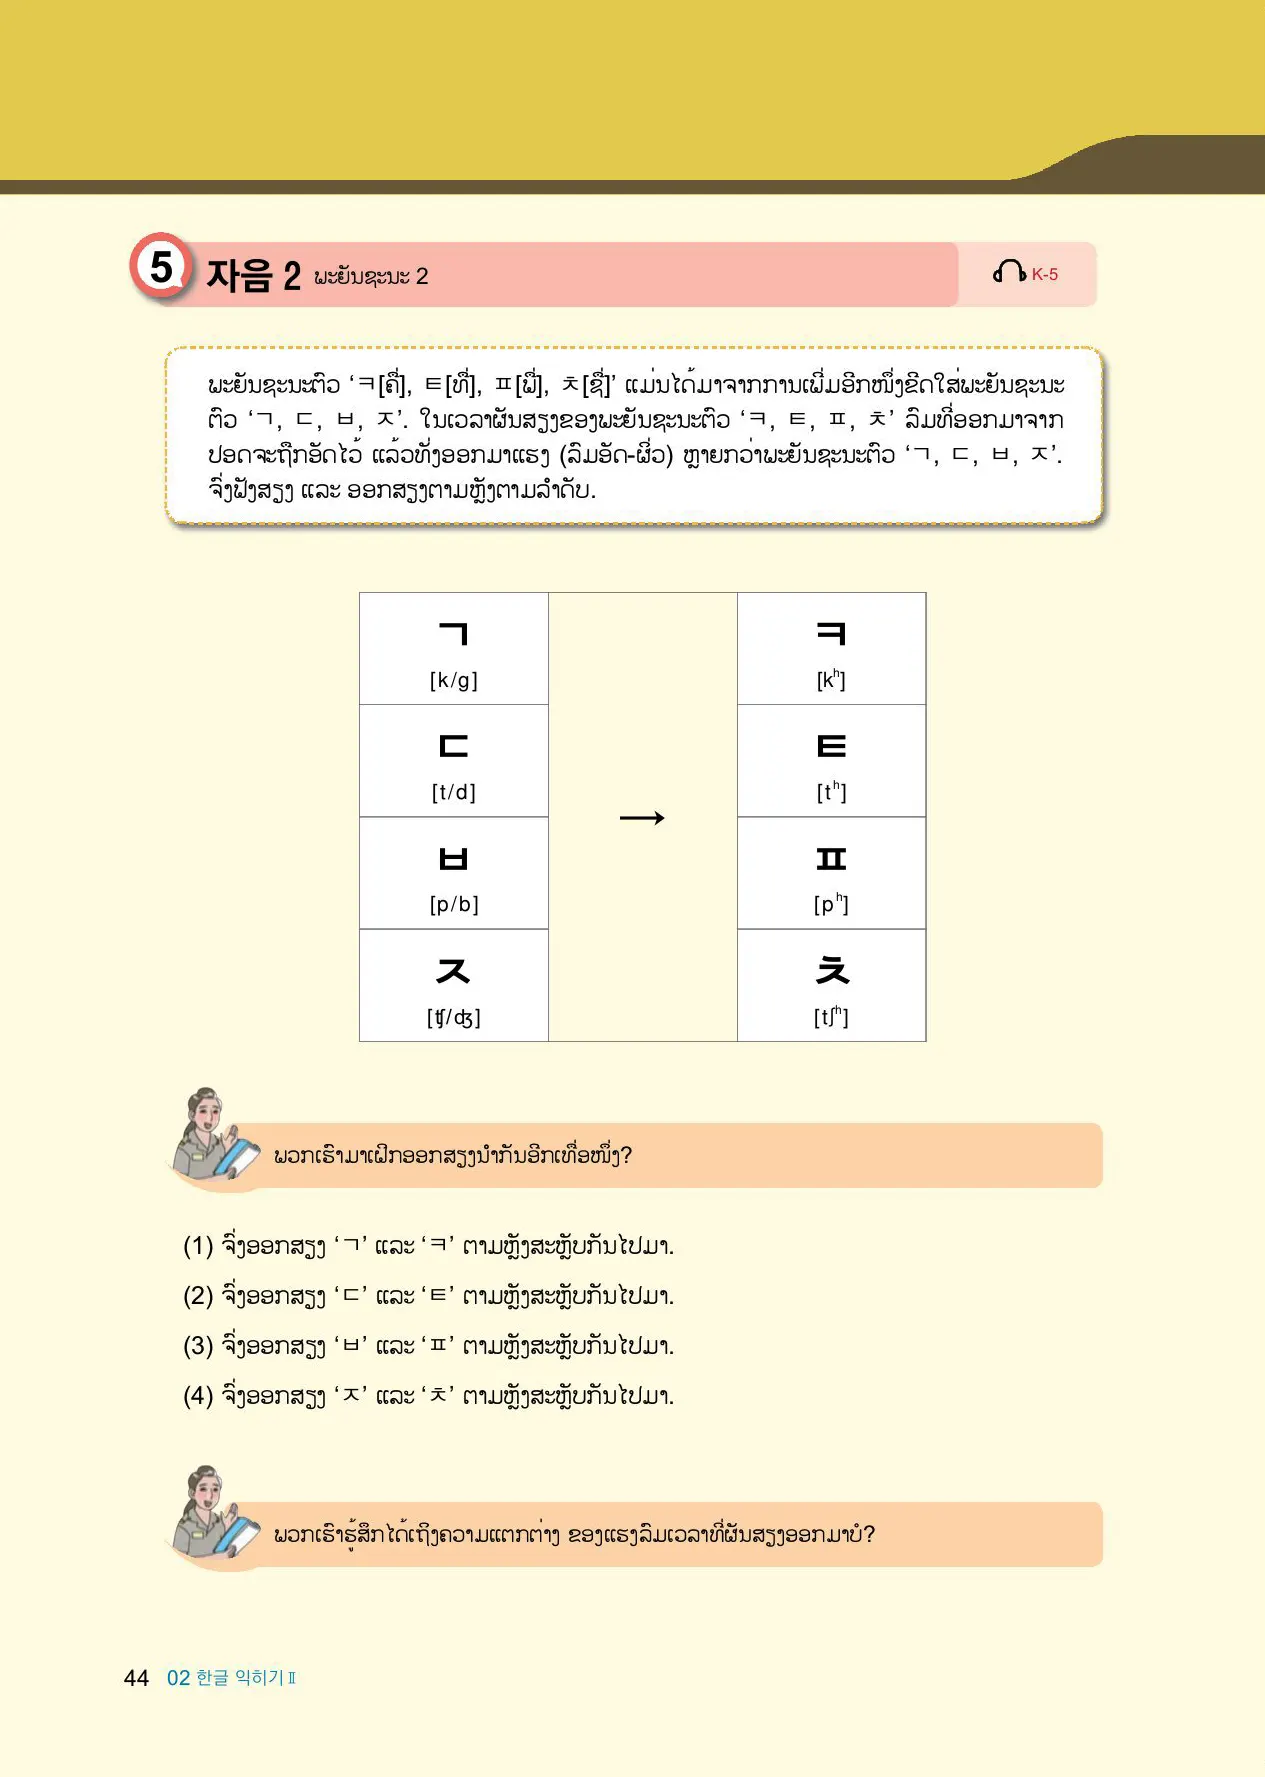 5 자음 2 ພະຍັນຊະນະ 2 K-5
ພະຍັນຊະນະຕົວ ‘ㅋ[ຄື່], ㅌ[ທື່], ㅍ[ພື່], ㅊ[ຊື່]’ ແມ່ນໄດ້ມາຈາກການເພີ່ມອີກໜຶ່ງຂີດໃສ່ພະຍັນຊະນະ
ຕົວ ‘ㄱ, ㄷ, ㅂ, ㅈ’. ໃນເວລາຜັນສຽງຂອງພະຍັນຊະນະຕົວ ‘ㅋ, ㅌ, ㅍ, ㅊ’ ລົມທີ່ອອກມາຈາກ
ປອດຈະຖືກອັດໄວ້ ແລ້ວທັ່ງອອກມາແຮງ (ລົມອັດ-ຜິ່ວ) ຫຼາຍກວ່າພະຍັນຊະນະຕົວ ‘ㄱ, ㄷ, ㅂ, ㅈ’.
ຈົ່ງຟັງສຽງ ແລະ ອອກສຽງຕາມຫຼັງຕາມລຳດັບ.
ㄱ ㅋ
[k/g] [kʰ]
ㄷ ㅌ
[t/d] [tʰ]
→
ㅂ ㅍ
[p/b] [pʰ]
ㅈ ㅊ
[ʧ/ʤ] [tʃʰ]
ພວກເຮົາມາເຝິກອອກສຽງນຳກັນອີກເທື່ອໜຶ່ງ?
(1) ຈົ່ງອອກສຽງ ‘ㄱ’ ແລະ ‘ㅋ’ ຕາມຫຼັງສະຫຼັບກັນໄປມາ.
(2) ຈົ່ງອອກສຽງ ‘ㄷ’ ແລະ ‘ㅌ’ ຕາມຫຼັງສະຫຼັບກັນໄປມາ.
(3) ຈົ່ງອອກສຽງ ‘ㅂ’ ແລະ ‘ㅍ’ ຕາມຫຼັງສະຫຼັບກັນໄປມາ.
(4) ຈົ່ງອອກສຽງ ‘ㅈ’ ແລະ ‘ㅊ’ ຕາມຫຼັງສະຫຼັບກັນໄປມາ.
ພວກເຮົາຮູ້ສຶກໄດ້ເຖິງຄວາມແຕກຕ່າງ ຂອງແຮງລົມເວລາທີ່ຜັນສຽງອອກມາບໍ?
44 02 한글 익히기 Ⅱ